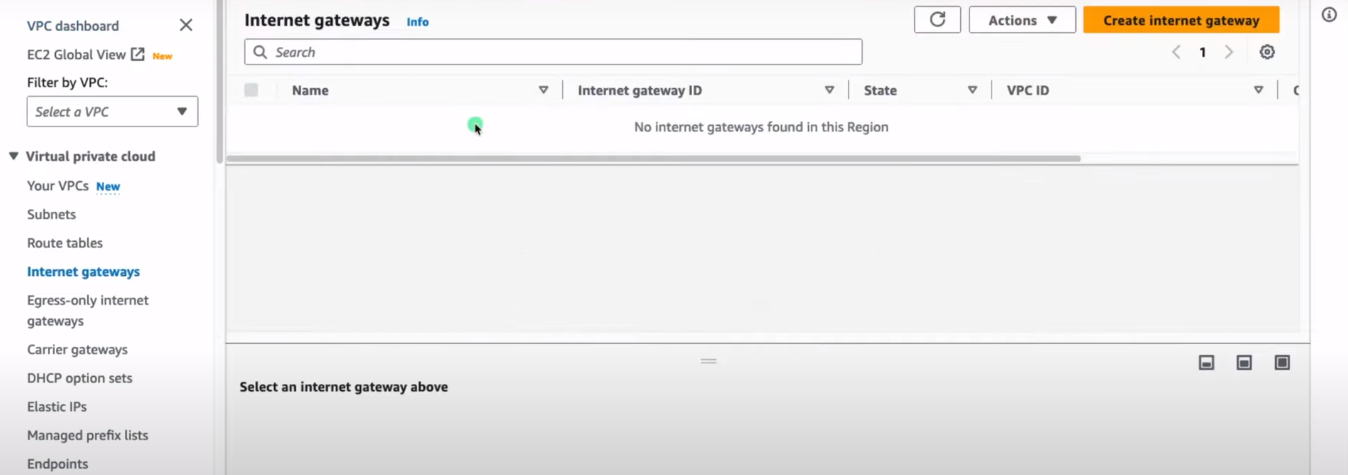 VPC dashboard
EC2 Global View New
Filter by VPC:
Select a VPC
Virtual private cloud
Your VPCs New
Subnets
Route tables
Internet gateways
Egress-only internet
gateways
Carrier gateways
DHCP option sets
Elastic IPs
Managed prefix lists
Endpoints
Internet gateways Info
Actions
Create internet gateway
Search
1
Name Internet gateway ID State VPC ID
No internet gateways found in this Region
Select an internet gateway above